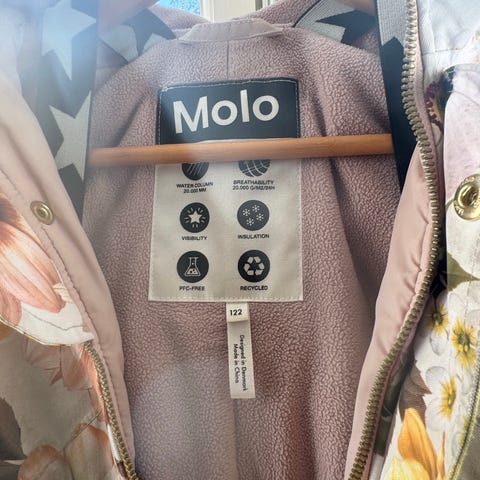 Molo
WATER COLUMN
20.000 MM
BREATHABILITY
20.000 G/M2/24H
VISIBILITY
INSULATION
PFC-FREE
RECYCLED
122
Designed in Denmark
Made in China